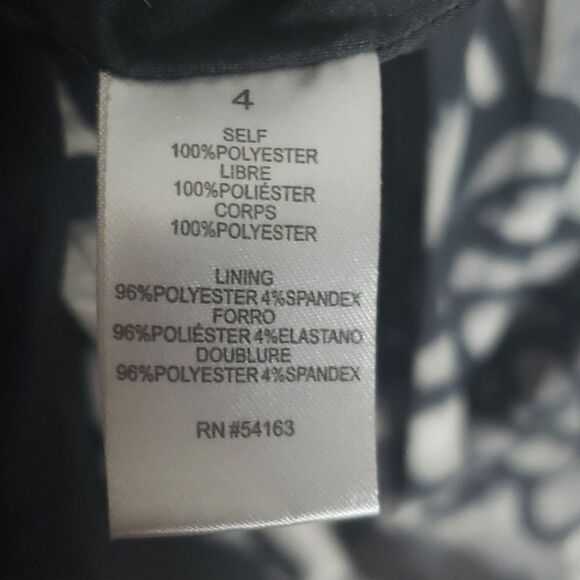 4
SELF
100%POLYESTER
LIBRE
100%POLIÉSTER
CORPS
100%POLYESTER
LINING
96%POLYESTER 4%SPANDEX
FORRO
96%POLIÉSTER 4%ELASTANO
DOUBLURE
96%POLYESTER 4%SPANDEX
RN #54163